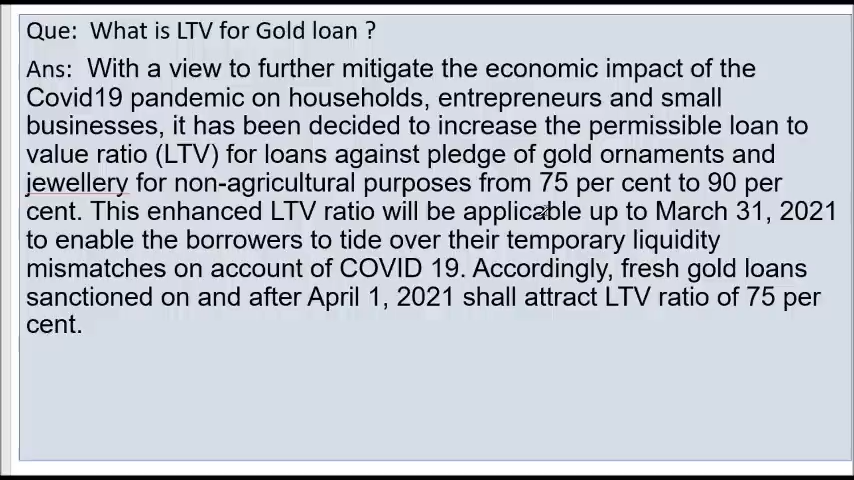 Que:  What is LTV for Gold loan ?
Ans:  With a view to further mitigate the economic impact of the
Covid19 pandemic on households, entrepreneurs and small
businesses, it has been decided to increase the permissible loan to
value ratio (LTV) for loans against pledge of gold ornaments and
jewellery for non-agricultural purposes from 75 per cent to 90 per
cent. This enhanced LTV ratio will be applicable up to March 31, 2021
to enable the borrowers to tide over their temporary liquidity
mismatches on account of COVID 19. Accordingly, fresh gold loans
sanctioned on and after April 1, 2021 shall attract LTV ratio of 75 per
cent.